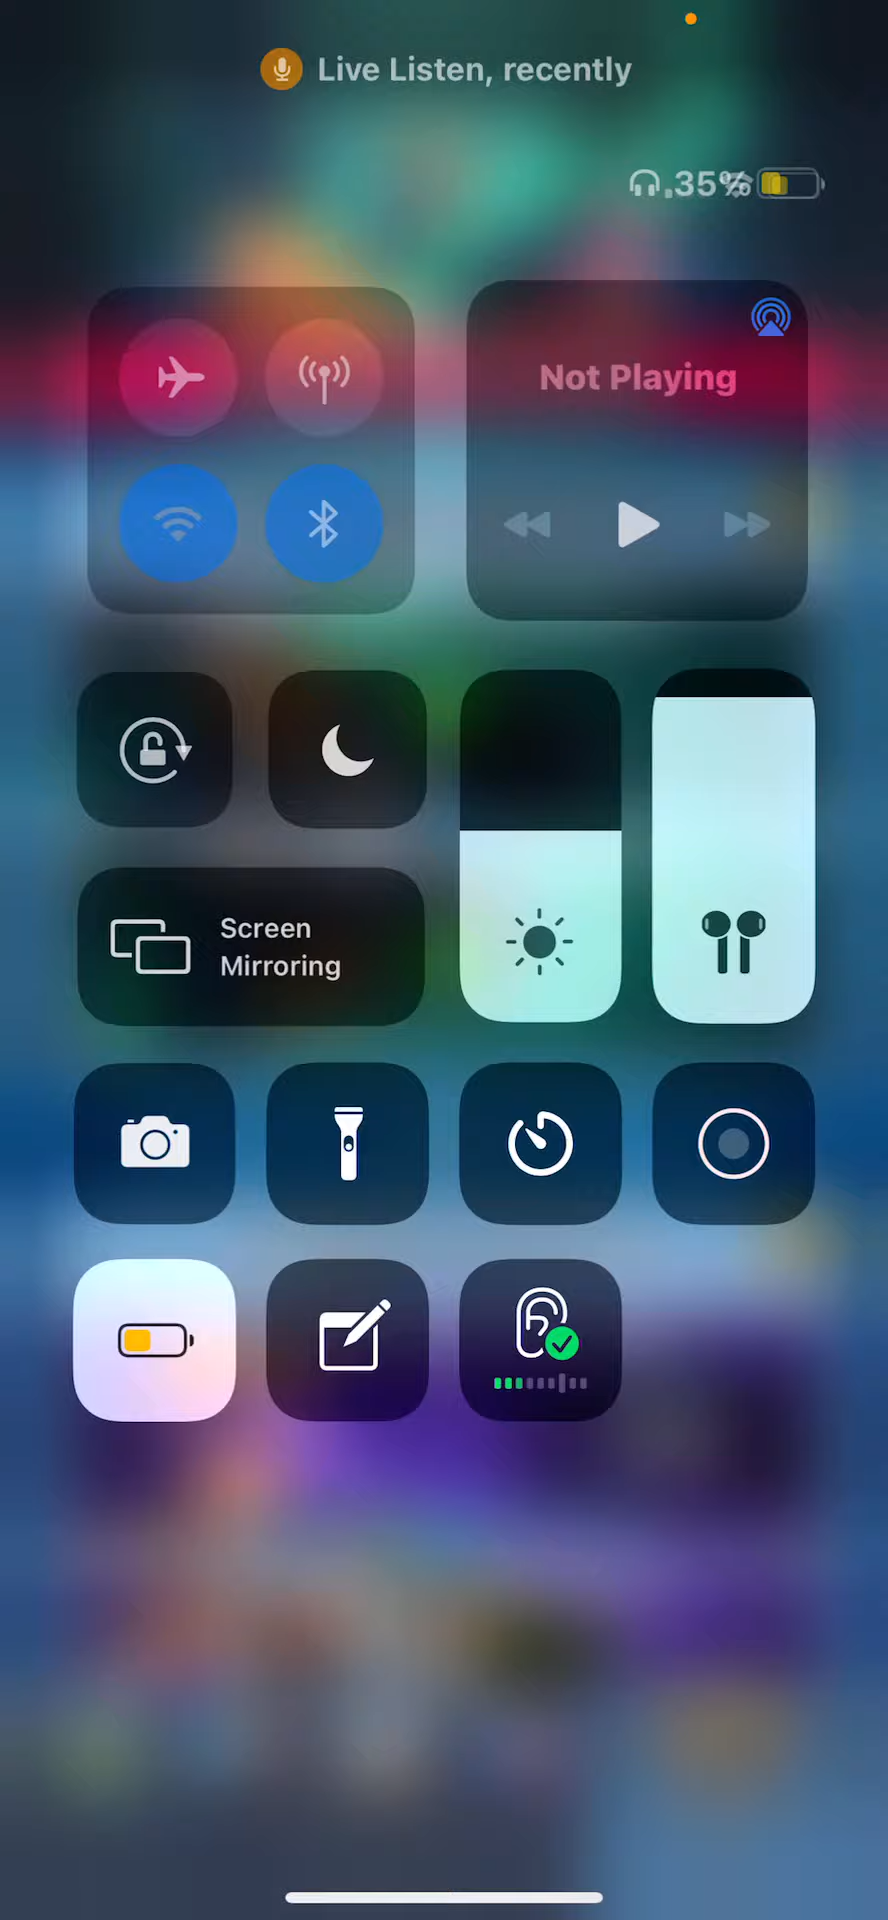 Live Listen, recently
35%
Not Playing
Screen
Mirroring